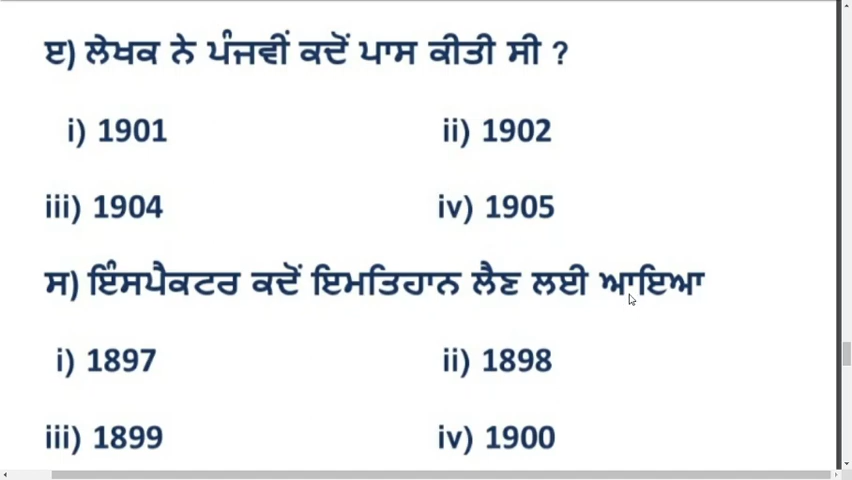 ੲ) ਲੇਖਕ ਨੇ ਪੰਜਵੀਂ ਕਦੋਂ ਪਾਸ ਕੀਤੀ ਸੀ ?
i) 1901 ii) 1902
iii) 1904 iv) 1905
ਸ) ਇੰਸਪੈਕਟਰ ਕਦੋਂ ਇਮਤਿਹਾਨ ਲੈਣ ਲਈ ਆਇਆ
i) 1897 ii) 1898
iii) 1899 iv) 1900